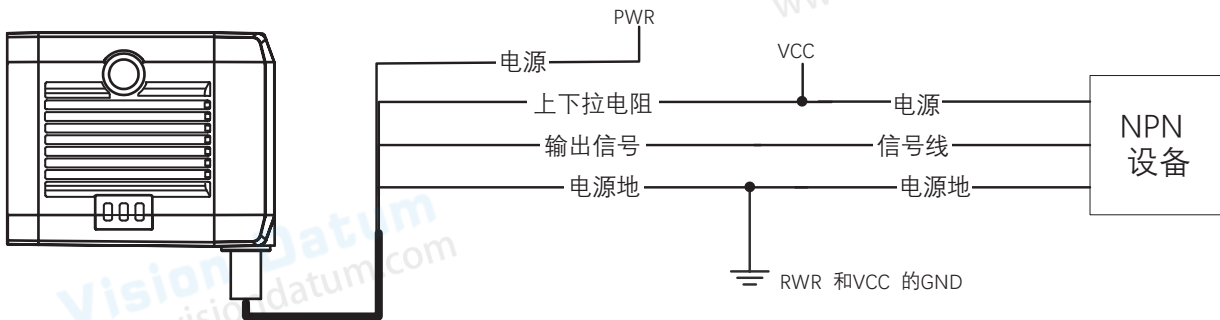 PWR
电源
VCC
上下拉电阻
电源
输出信号
信号线
电源地
电源地
NPN
设备
RWR 和VCC 的GND
Vision Datum
visiondatum.com